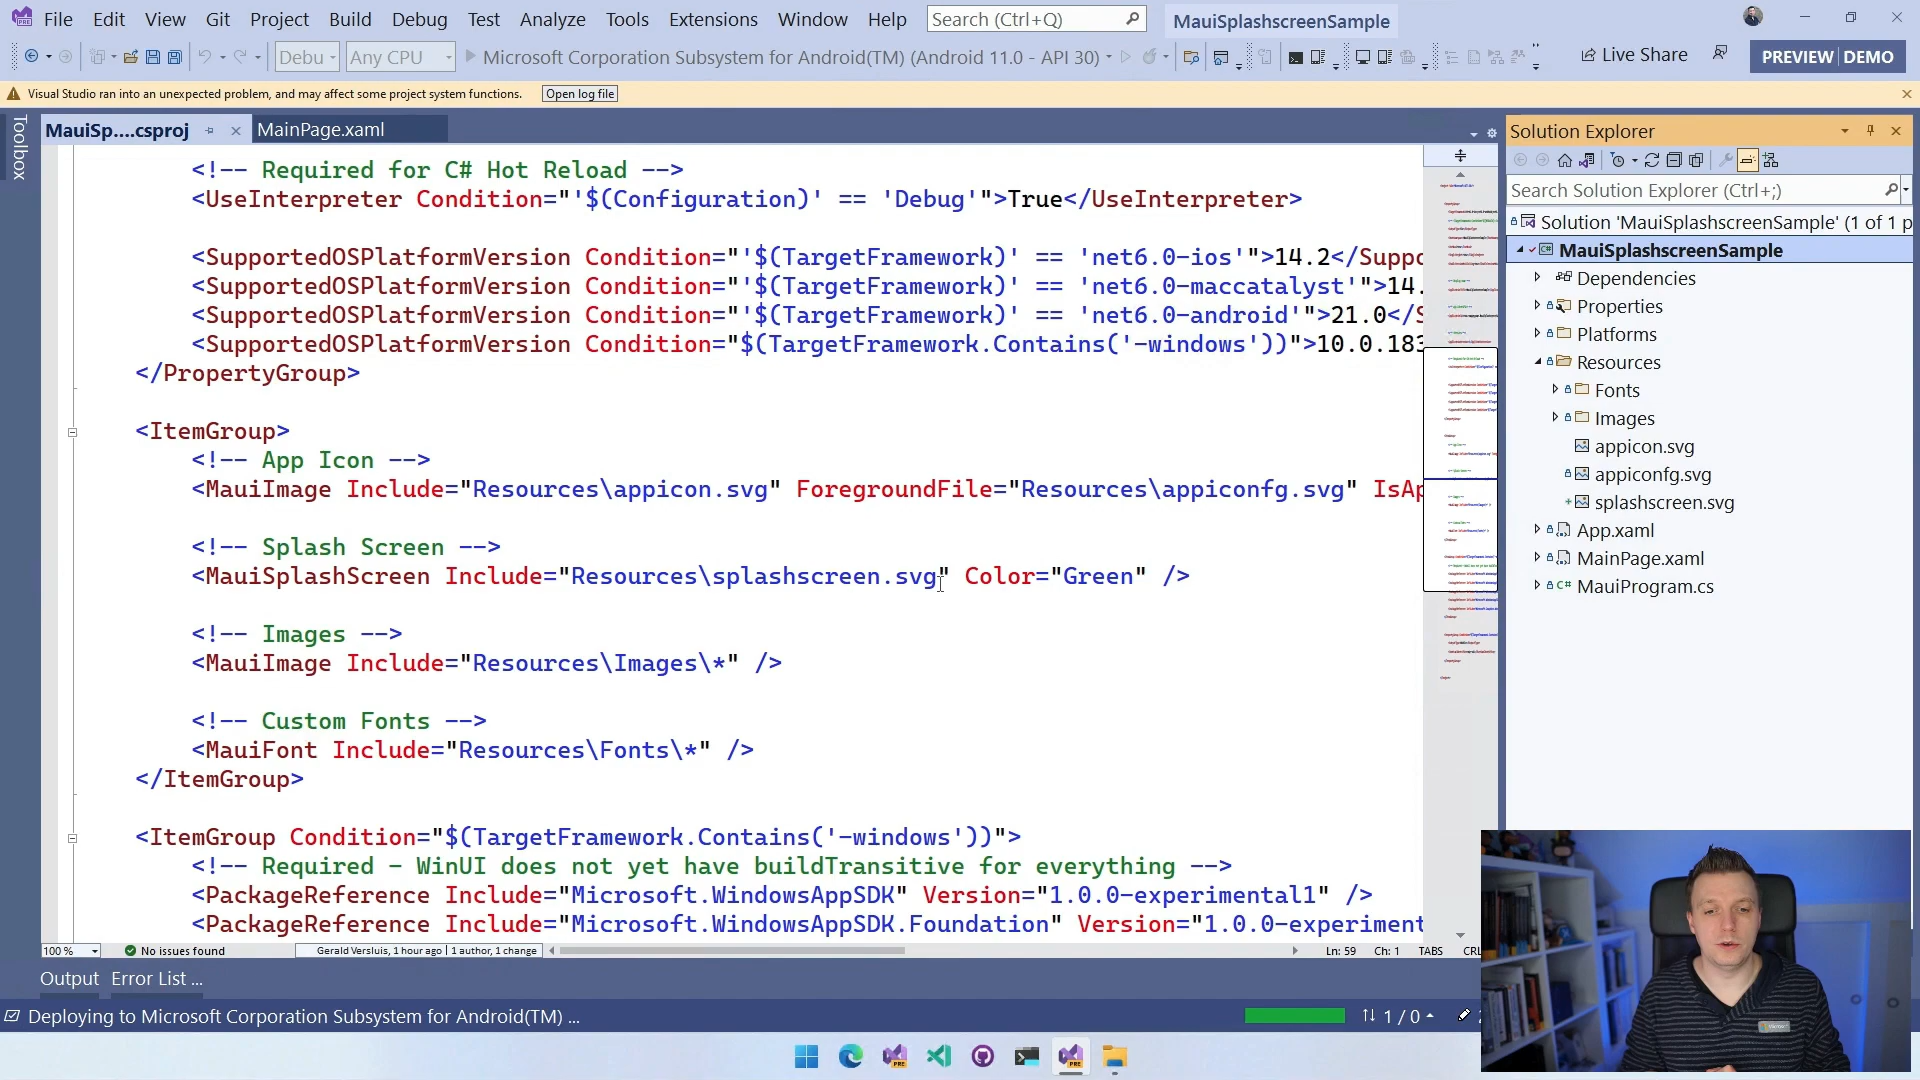 File Edit View Git Project Build Debug Test Analyze Tools Extensions Window Help Search (Ctrl+Q) MauiSplashscreenSample
Debu Any CPU Microsoft Corporation Subsystem for Android(TM) (Android 11.0 - API 30) Live Share PREVIEW DEMO
Visual Studio ran into an unexpected problem, and may affect some project system functions. Open log file
Toolbox
MauiSp....csproj MainPage.xaml
<!-- Required for C# Hot Reload -->
<UseInterpreter Condition="'$(Configuration)' == 'Debug'">True</UseInterpreter>
<SupportedOSPlatformVersion Condition="'$(TargetFramework)' == 'net6.0-ios'">14.2</Suppo
<SupportedOSPlatformVersion Condition="'$(TargetFramework)' == 'net6.0-maccatalyst'">14.
<SupportedOSPlatformVersion Condition="'$(TargetFramework)' == 'net6.0-android'">21.0</S
<SupportedOSPlatformVersion Condition="$(TargetFramework.Contains('-windows'))">10.0.183
</PropertyGroup>
<ItemGroup>
<!-- App Icon -->
<MauiImage Include="Resources\appicon.svg" ForegroundFile="Resources\appiconfg.svg" IsAp
<!-- Splash Screen -->
<MauiSplashScreen Include="Resources\splashscreen.svg" Color="Green" />
<!-- Images -->
<MauiImage Include="Resources\Images\*" />
<!-- Custom Fonts -->
<MauiFont Include="Resources\Fonts\*" />
</ItemGroup>
<ItemGroup Condition="$(TargetFramework.Contains('-windows'))">
<!-- Required - WinUI does not yet have buildTransitive for everything -->
<PackageReference Include="Microsoft.WindowsAppSDK" Version="1.0.0-experimental1" />
<PackageReference Include="Microsoft.WindowsAppSDK.Foundation" Version="1.0.0-experiment
100 % No issues found Gerald Versluis, 1 hour ago | 1 author, 1 change Ln: 59 Ch: 1 TABS CRL
Output Error List ...
Deploying to Microsoft Corporation Subsystem for Android(TM) ... 1 / 0
Solution Explorer
Search Solution Explorer (Ctrl+;)
Solution 'MauiSplashscreenSample' (1 of 1 p
MauiSplashscreenSample
Dependencies
Properties
Platforms
Resources
Fonts
Images
appicon.svg
appiconfg.svg
splashscreen.svg
App.xaml
MainPage.xaml
MauiProgram.cs